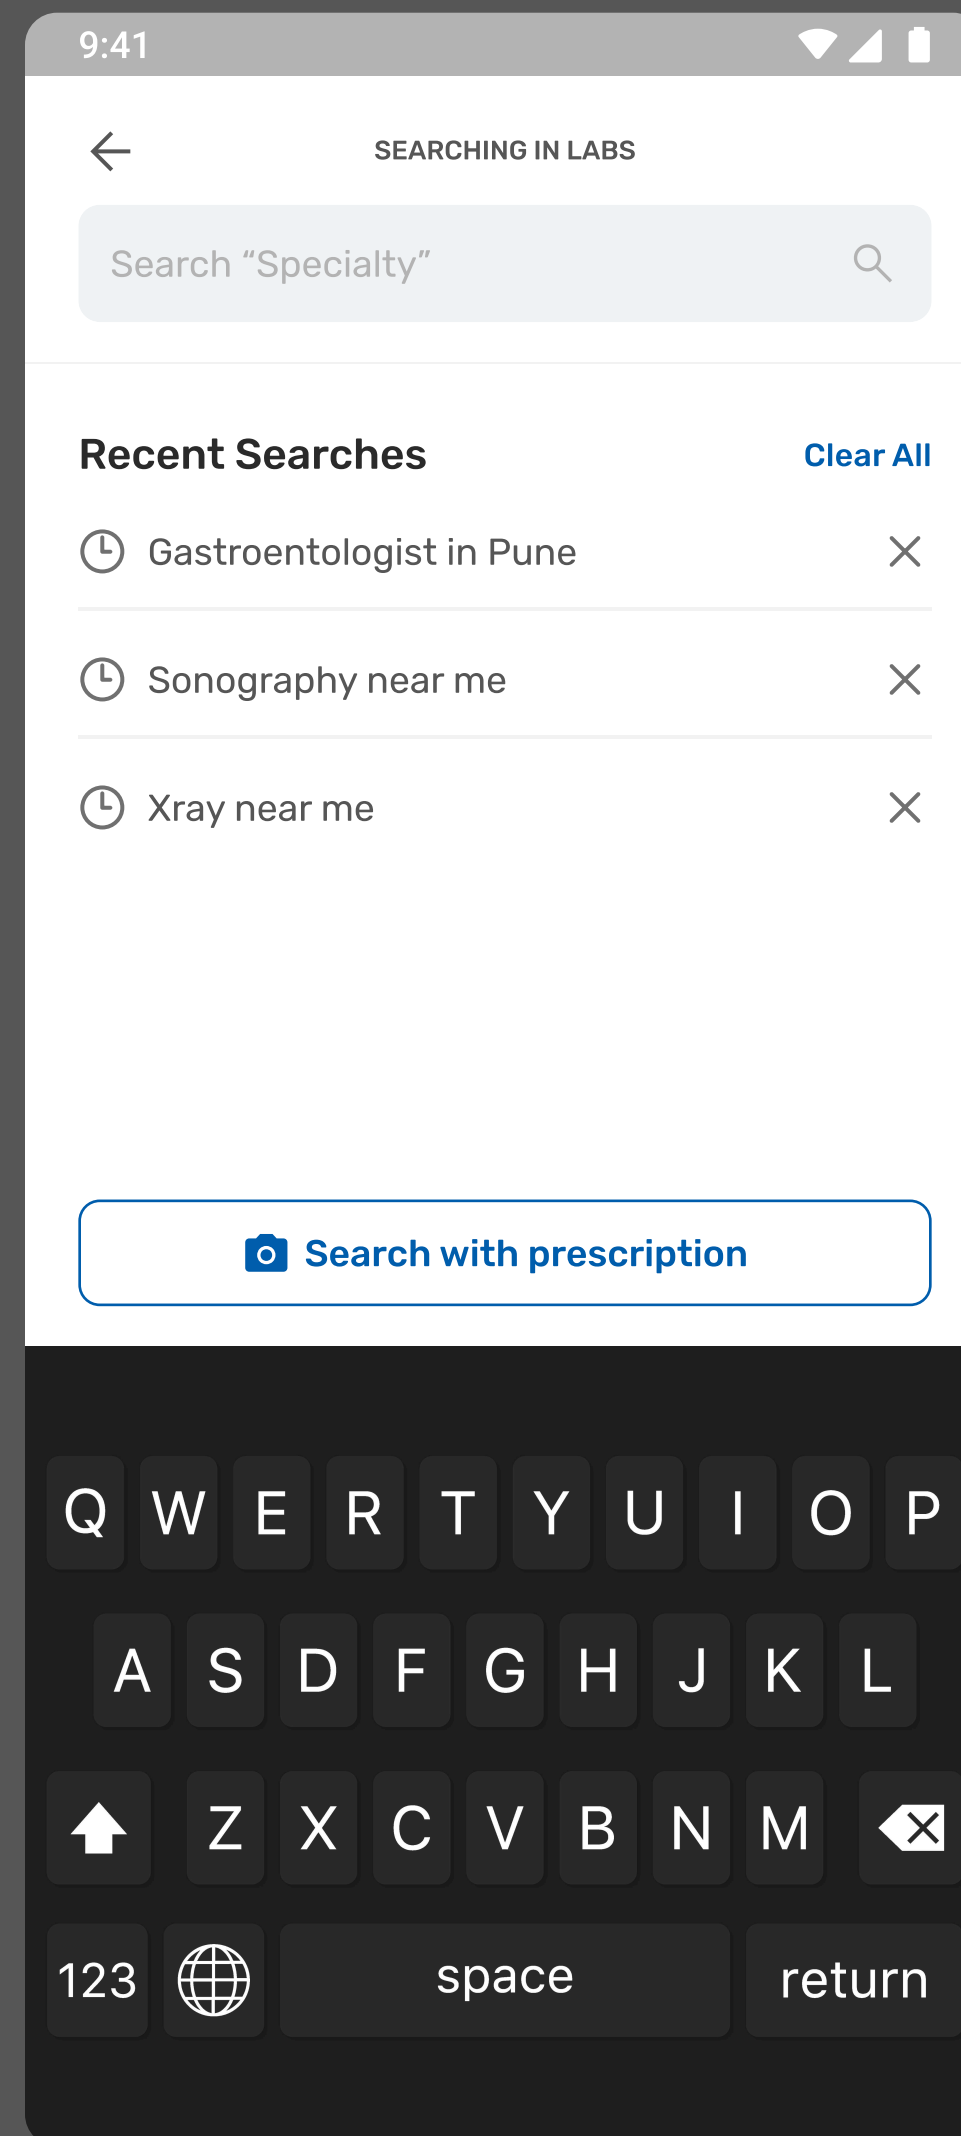 9:41
SEARCHING IN LABS
Search “Specialty”
Recent Searches
Clear All
Gastroentologist in Pune
Sonography near me
Xray near me
Search with prescription
Q W E R T Y U I O P
A S D F G H J K L
Z X C V B N M
123 space return